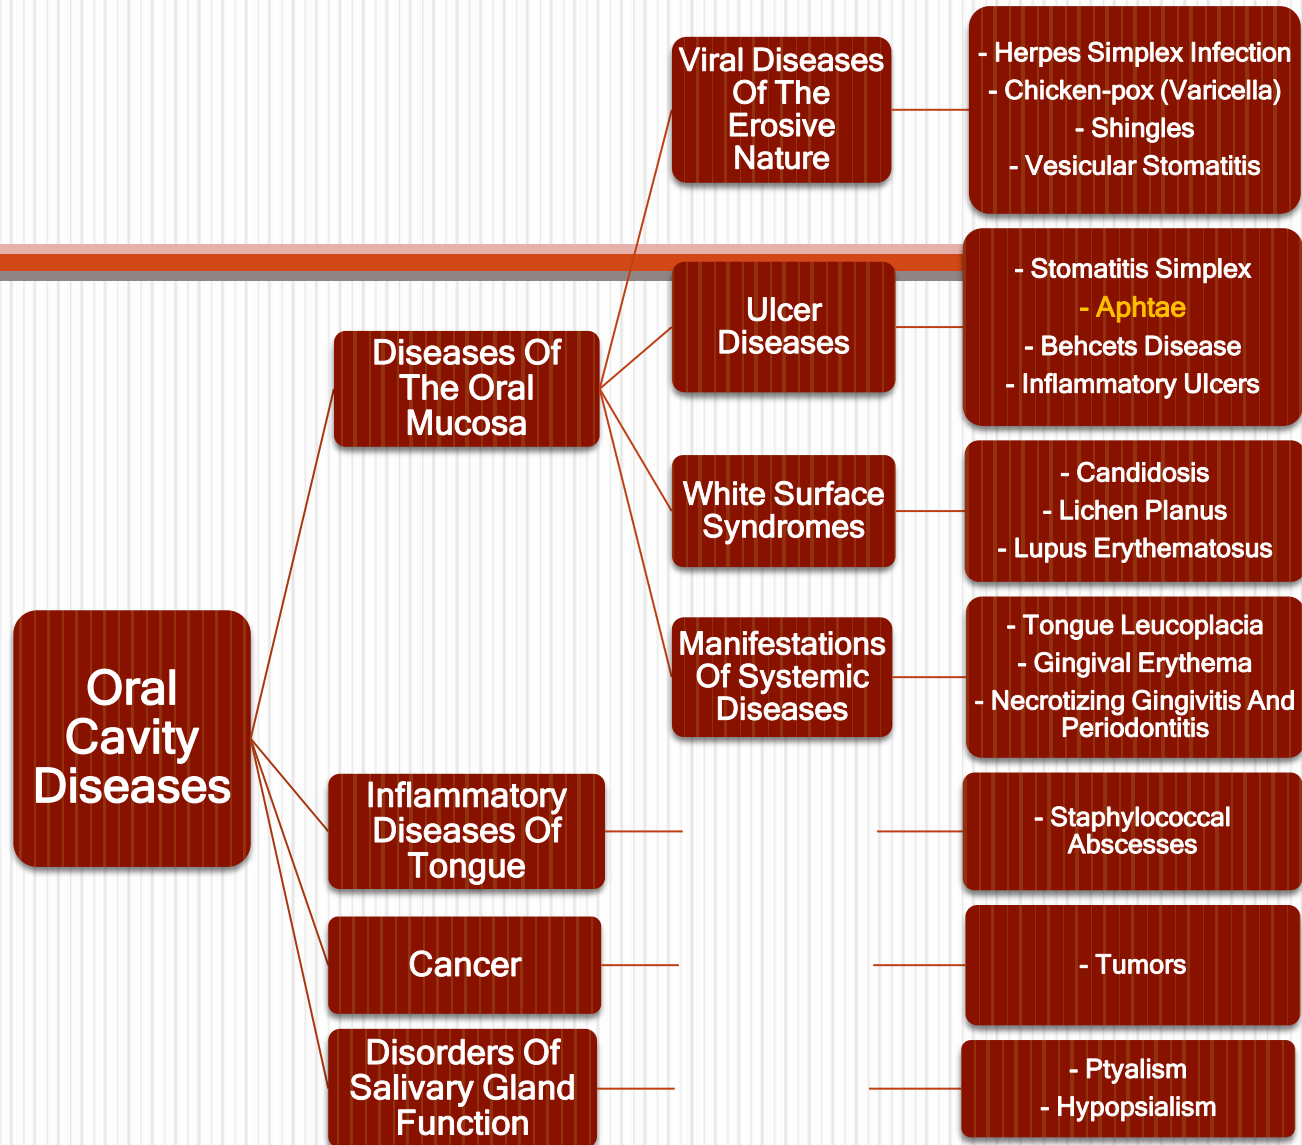 Oral
Cavity
Diseases
Diseases Of
The Oral
Mucosa
Viral Diseases
Of The
Erosive
Nature
- Herpes Simplex Infection
- Chicken-pox (Varicella)
- Shingles
- Vesicular Stomatitis
Ulcer
Diseases
- Stomatitis Simplex
- Aphtae
- Behcets Disease
- Inflammatory Ulcers
White Surface
Syndromes
- Candidosis
- Lichen Planus
- Lupus Erythematosus
Manifestations
Of Systemic
Diseases
- Tongue Leucoplacia
- Gingival Erythema
- Necrotizing Gingivitis And
Periodontitis
Inflammatory
Diseases Of
Tongue
- Staphylococcal
Abscesses
Cancer
- Tumors
Disorders Of
Salivary Gland
Function
- Ptyalism
- Hypopsialism